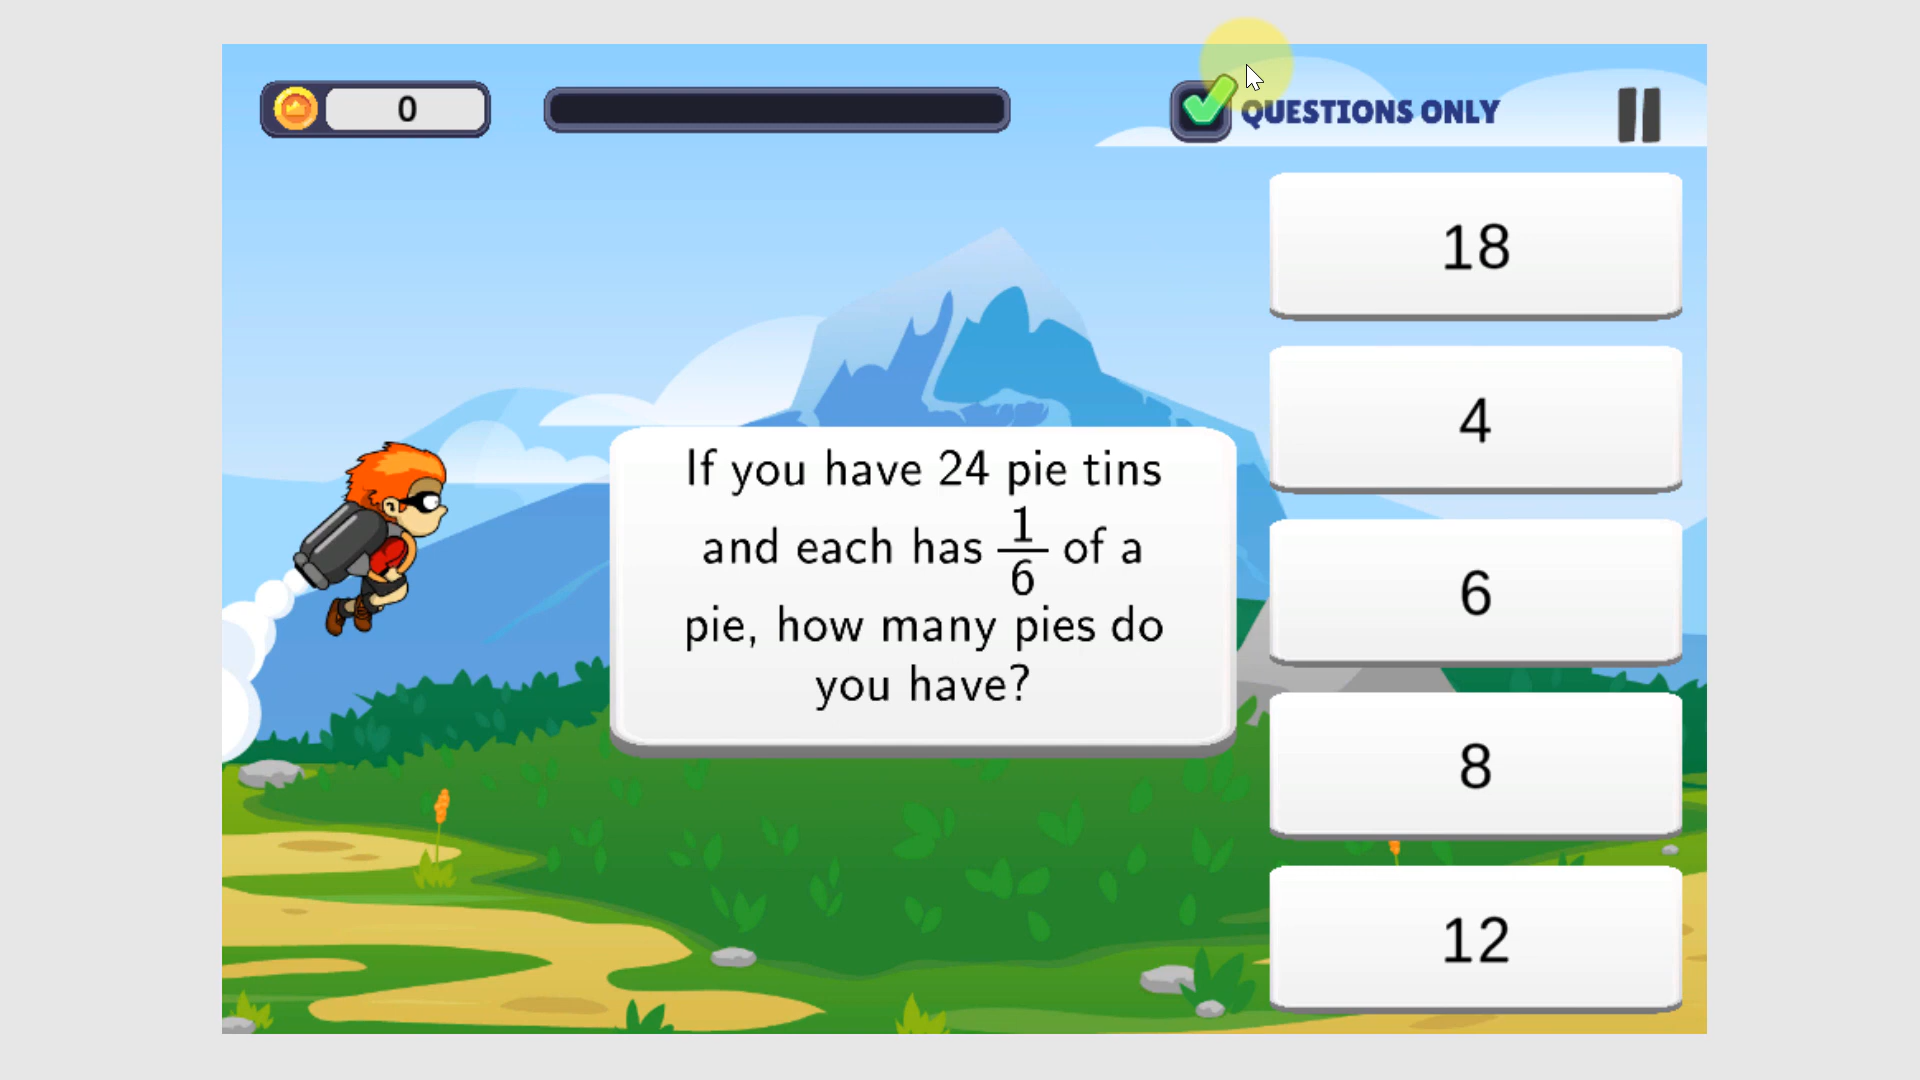 0
QUESTIONS ONLY
If you have 24 pie tins
and each has 1/6 of a
pie, how many pies do
you have?
18
4
6
8
12